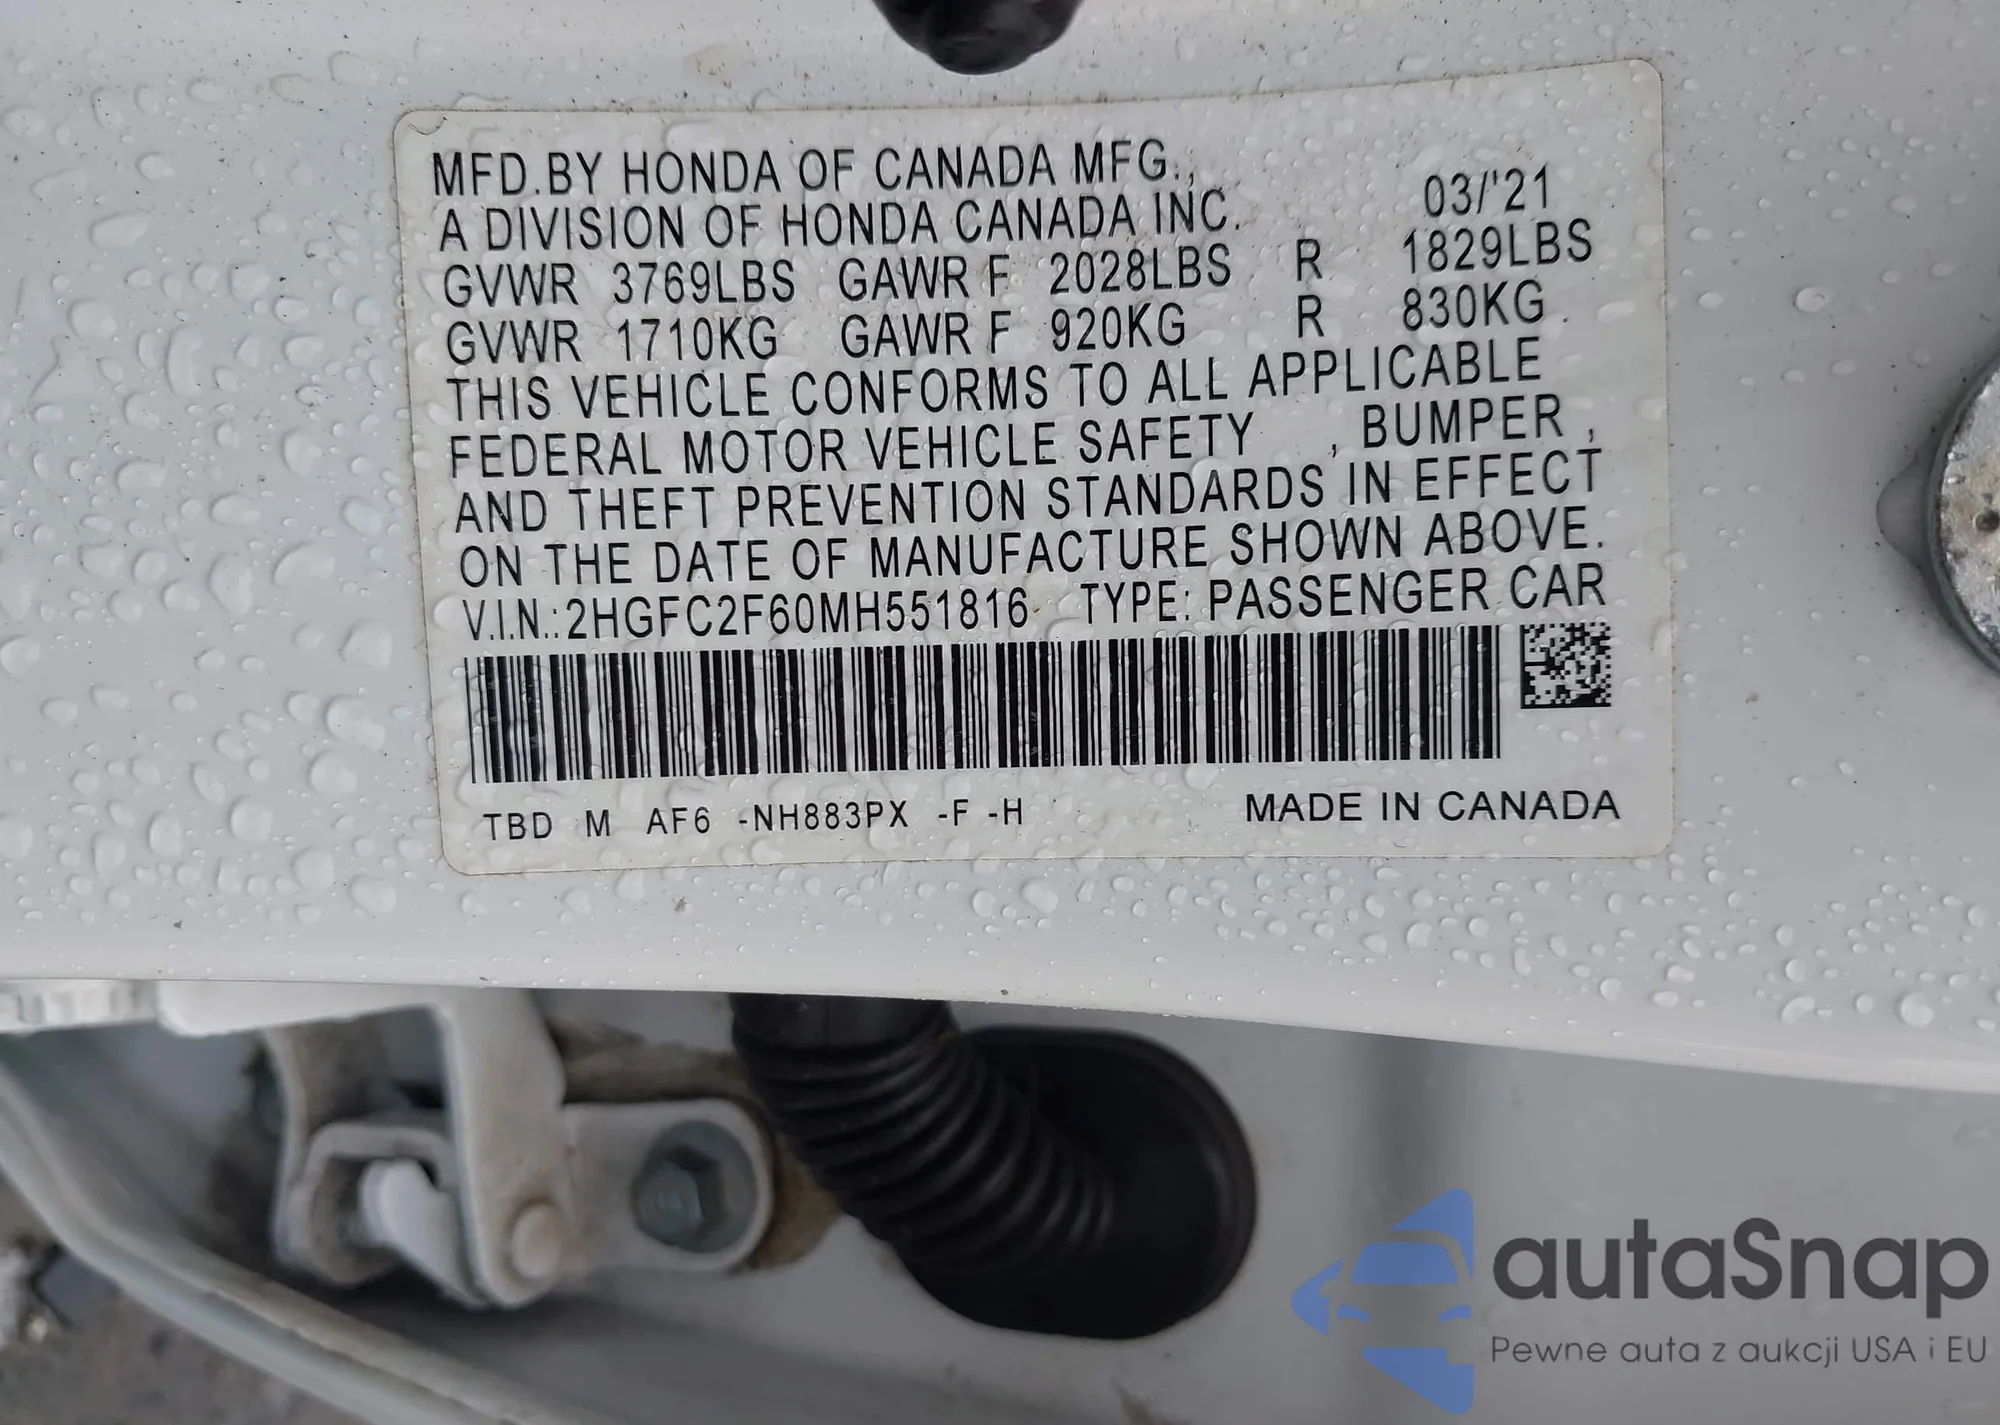 MFD.BY HONDA OF CANADA MFG.,
A DIVISION OF HONDA CANADA INC. 03/'21
GVWR 3769LBS GAWR F 2028LBS R 1829LBS
GVWR 1710KG GAWR F 920KG R 830KG
THIS VEHICLE CONFORMS TO ALL APPLICABLE
FEDERAL MOTOR VEHICLE SAFETY , BUMPER ,
AND THEFT PREVENTION STANDARDS IN EFFECT
ON THE DATE OF MANUFACTURE SHOWN ABOVE.
V.I.N.:2HGFC2F60MH551816 TYPE: PASSENGER CAR
TBD M AF6 -NH883PX -F -H MADE IN CANADA
autaSnap
Pewne auta z aukcji USA i EU